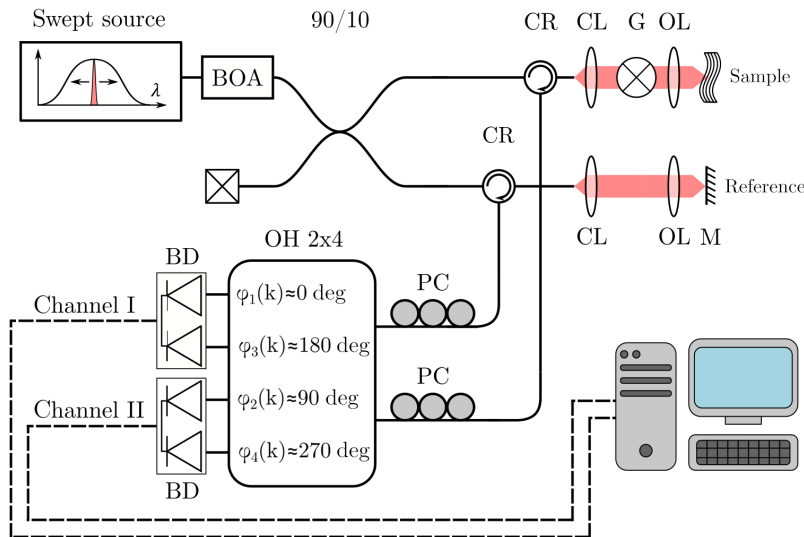 Swept source
90/10
CR
CL
G
OL
BOA
λ
Sample
CR
Reference
CL
OL
M
OH 2x4
BD
PC
Channel I
φ₁(k)≈0 deg
φ₃(k)≈180 deg
PC
Channel II
φ₂(k)≈90 deg
φ₄(k)≈270 deg
BD